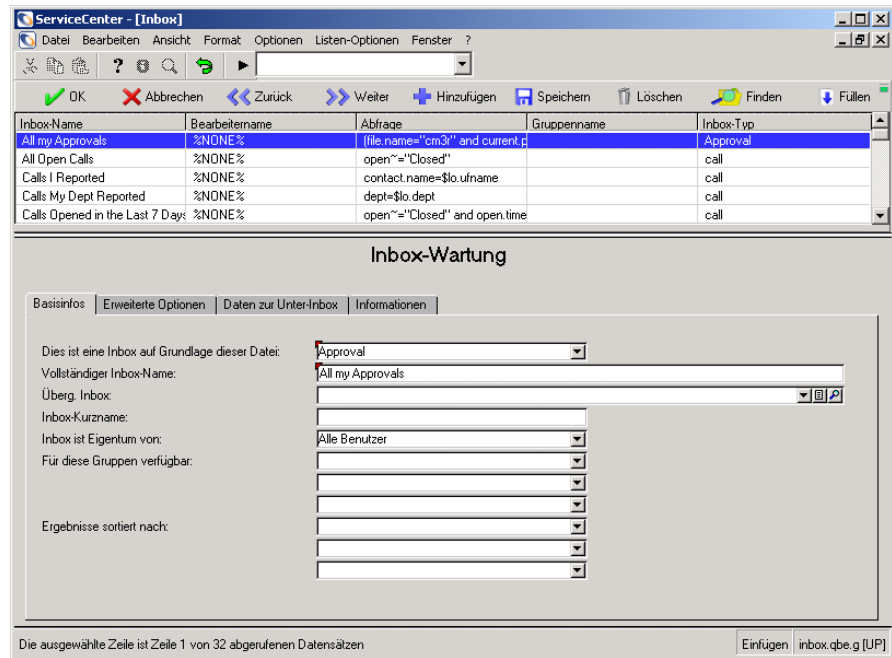 ServiceCenter - [Inbox]
Datei Bearbeiten Ansicht Format Optionen Listen-Optionen Fenster ?
OK Abbrechen Zurück Weiter Hinzufügen Speichern Löschen Finden Füllen
Inbox-Name Bearbeitername Abfrage Gruppenname Inbox-Typ
All my Approvals %NONE% (file.name="cm3r" and current.p Approval
All Open Calls %NONE% open~="Closed" call
Calls I Reported %NONE% contact.name=$lo.ufname call
Calls My Dept Reported %NONE% dept=$lo.dept call
Calls Opened in the Last 7 Days %NONE% open~="Closed" and open.time call
Inbox-Wartung
Basisinfos Erweiterte Optionen Daten zur Unter-Inbox Informationen
Dies ist eine Inbox auf Grundlage dieser Datei: Approval
Vollständiger Inbox-Name: All my Approvals
Überg. Inbox:
Inbox-Kurzname:
Inbox ist Eigentum von: Alle Benutzer
Für diese Gruppen verfügbar:
Ergebnisse sortiert nach:
Die ausgewählte Zeile ist Zeile 1 von 32 abgerufenen Datensätzen Einfügen inbox.qbe.g [UP]